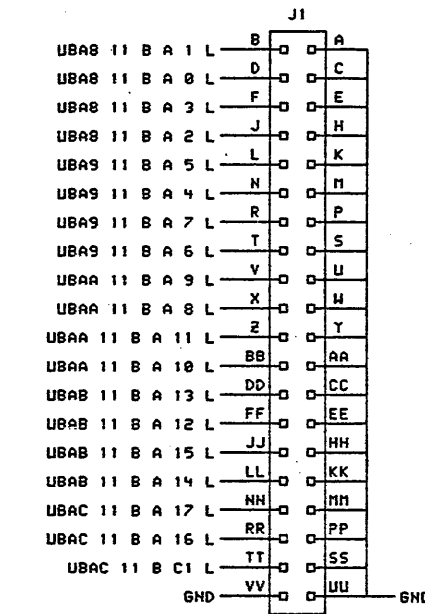 J1
UBA8 11 B A 1 L B A
UBA8 11 B A 0 L D C
UBA8 11 B A 3 L F E
UBA8 11 B A 2 L J H
UBA9 11 B A 5 L L K
UBA9 11 B A 4 L N M
UBA9 11 B A 7 L R P
UBA9 11 B A 6 L T S
UBAA 11 B A 9 L V U
UBAA 11 B A 8 L X W
UBAA 11 B A 11 L Z Y
UBAA 11 B A 10 L BB AA
UBAB 11 B A 13 L DD CC
UBAB 11 B A 12 L FF EE
UBAB 11 B A 15 L JJ HH
UBAB 11 B A 14 L LL KK
UBAC 11 B A 17 L NN MM
UBAC 11 B A 16 L RR PP
UBAC 11 B C1 L TT SS
GND VV UU GND